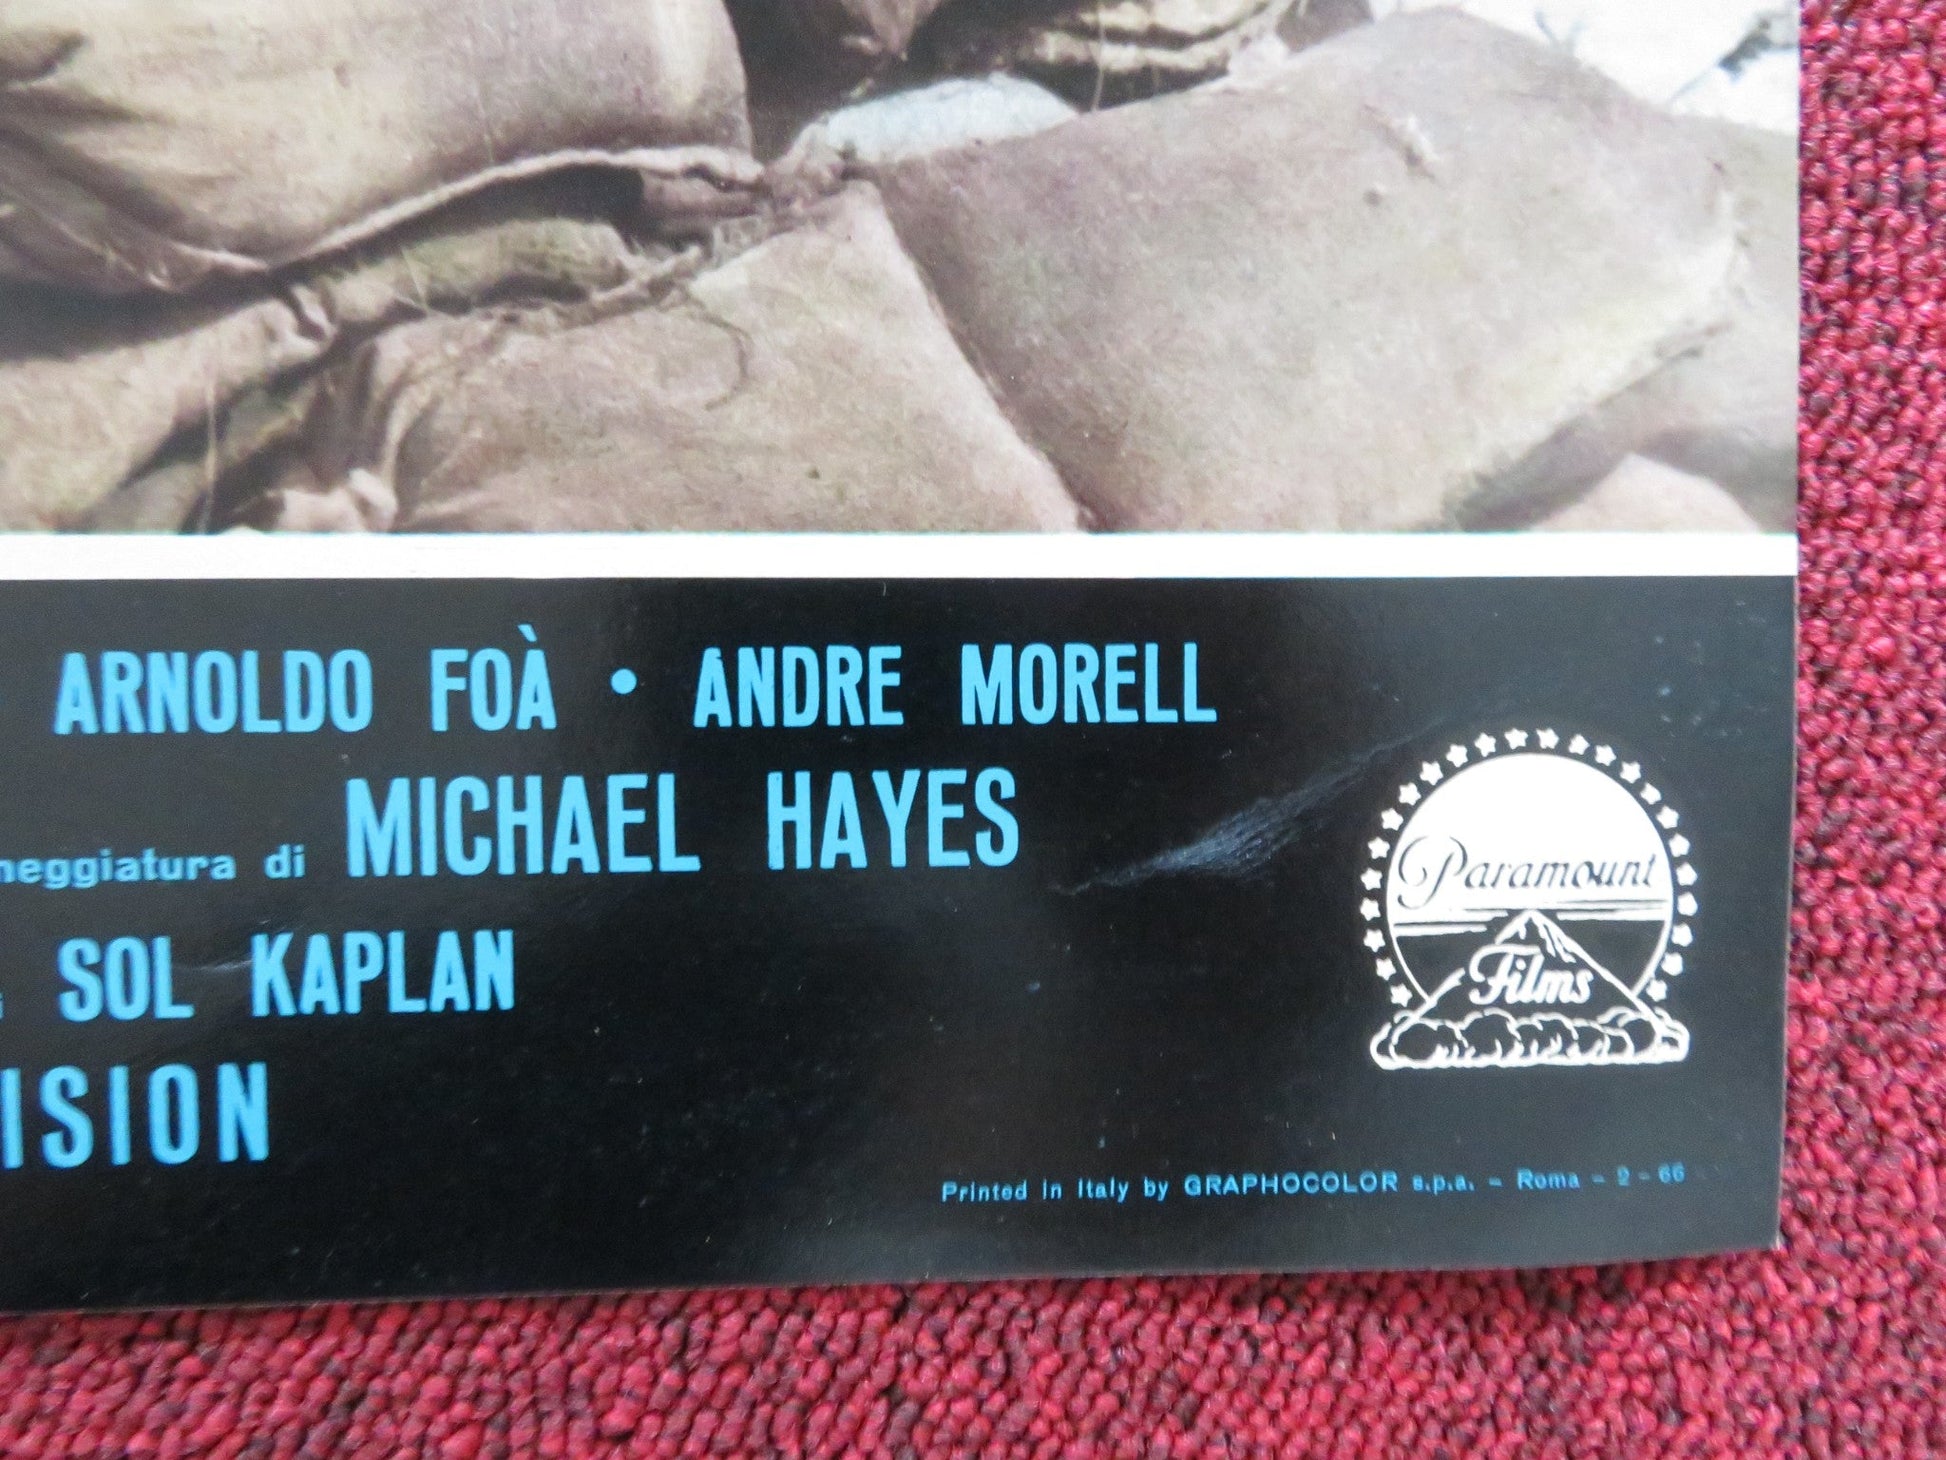 ARNOLDO FOÀ • ANDRE MORELL
neggiatura di MICHAEL HAYES
SOL KAPLAN
ISION
Paramount
Films
Printed in Italy by GRAPHOCOLOR s.p.a. – Roma – 2 - 66